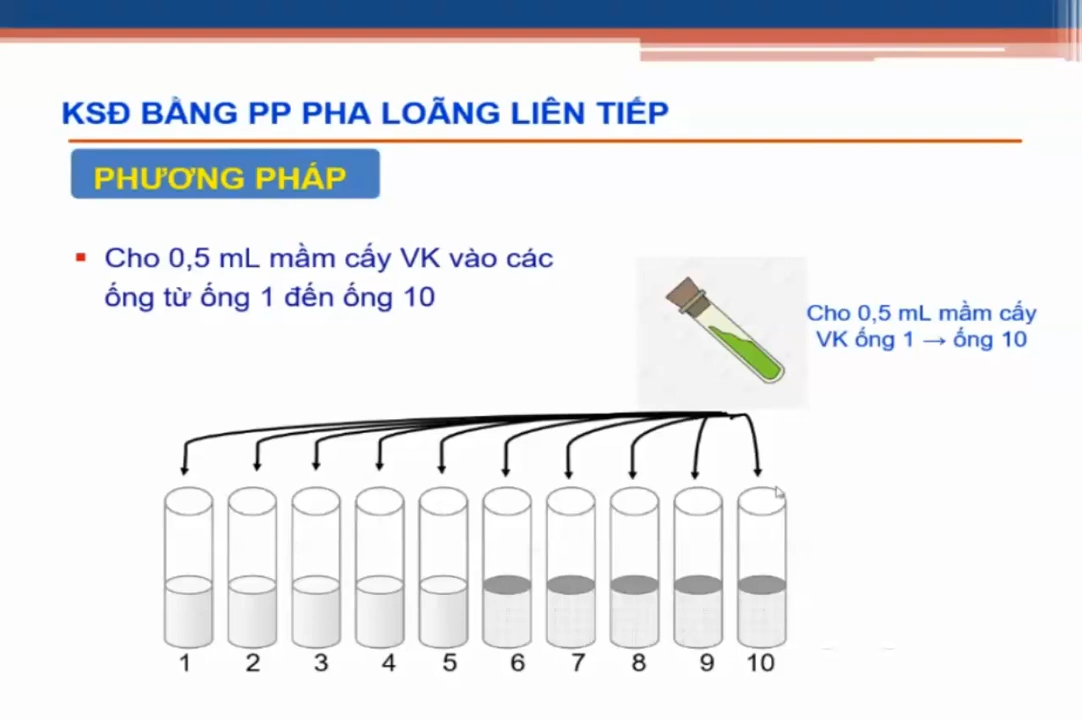 KSĐ BẰNG PP PHA LOÃNG LIÊN TIẾP
PHƯƠNG PHÁP
▪ Cho 0,5 mL mầm cấy VK vào các
ống từ ống 1 đến ống 10
Cho 0,5 mL mầm cấy
VK ống 1 → ống 10
1 2 3 4 5 6 7 8 9 10